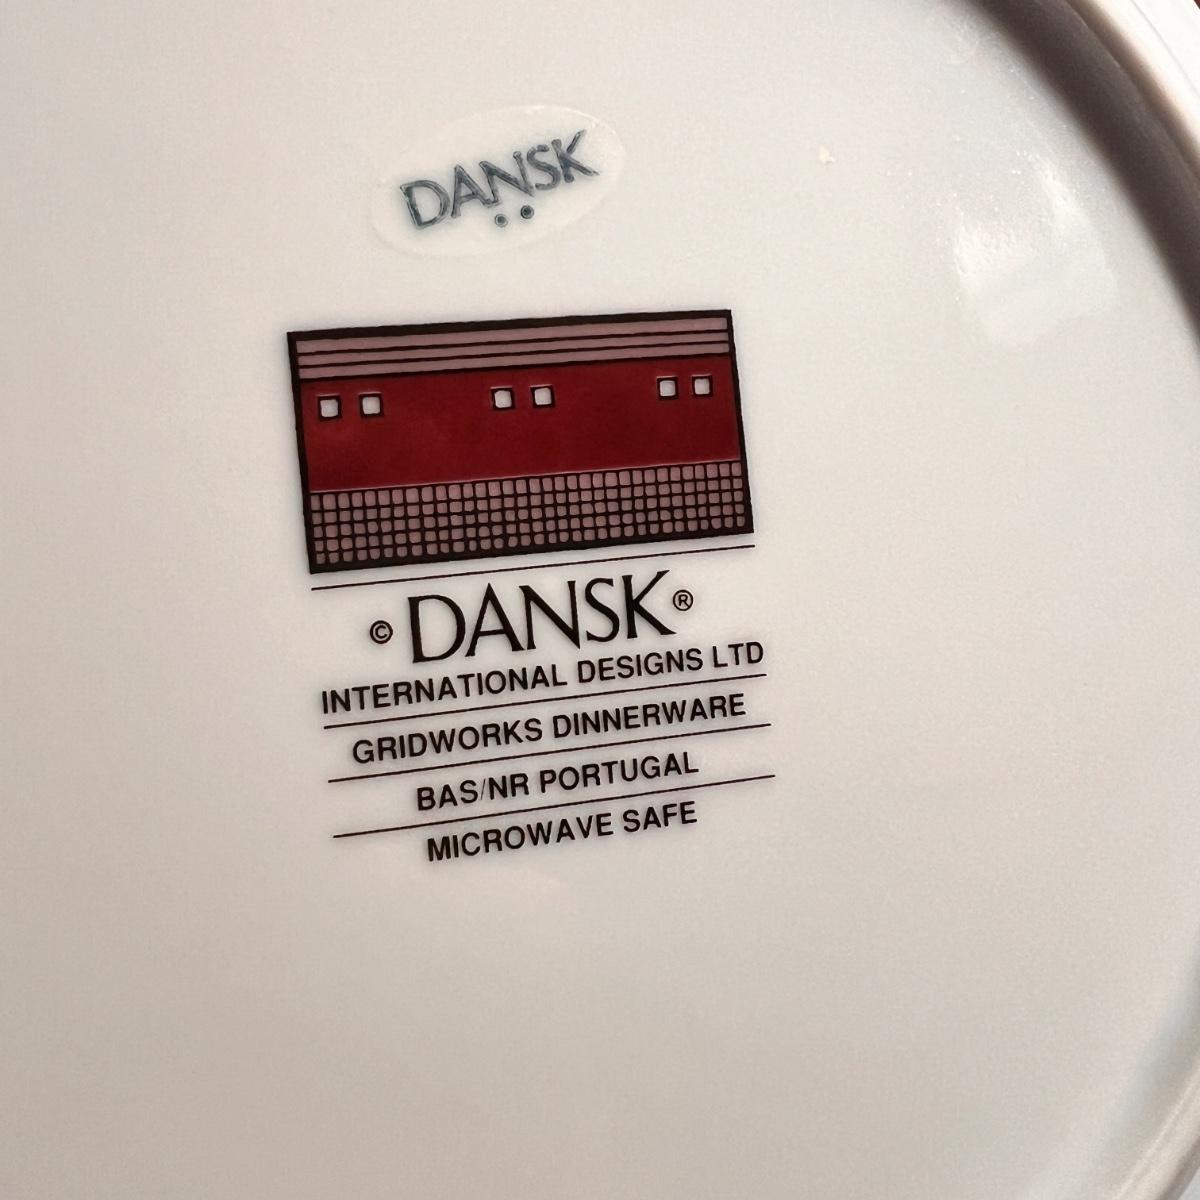 DANSK
© DANSK ®
INTERNATIONAL DESIGNS LTD
GRIDWORKS DINNERWARE
BAS/NR PORTUGAL
MICROWAVE SAFE